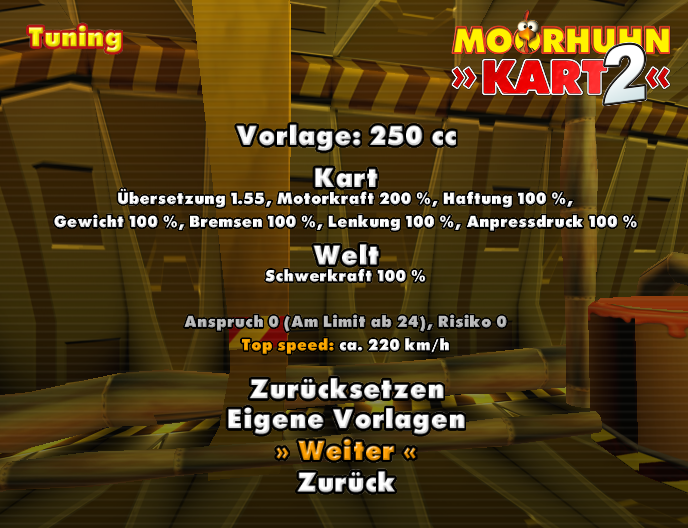 Tuning
MOORHUHN
» KART 2 «
Vorlage: 250 cc
Kart
Übersetzung 1.55, Motorkraft 200 %, Haftung 100 %,
Gewicht 100 %, Bremsen 100 %, Lenkung 100 %, Anpressdruck 100 %
Welt
Schwerkraft 100 %
Anspruch 0 (Am Limit ab 24), Risiko 0
Top speed: ca. 220 km/h
Zurücksetzen
Eigene Vorlagen
» Weiter «
Zurück